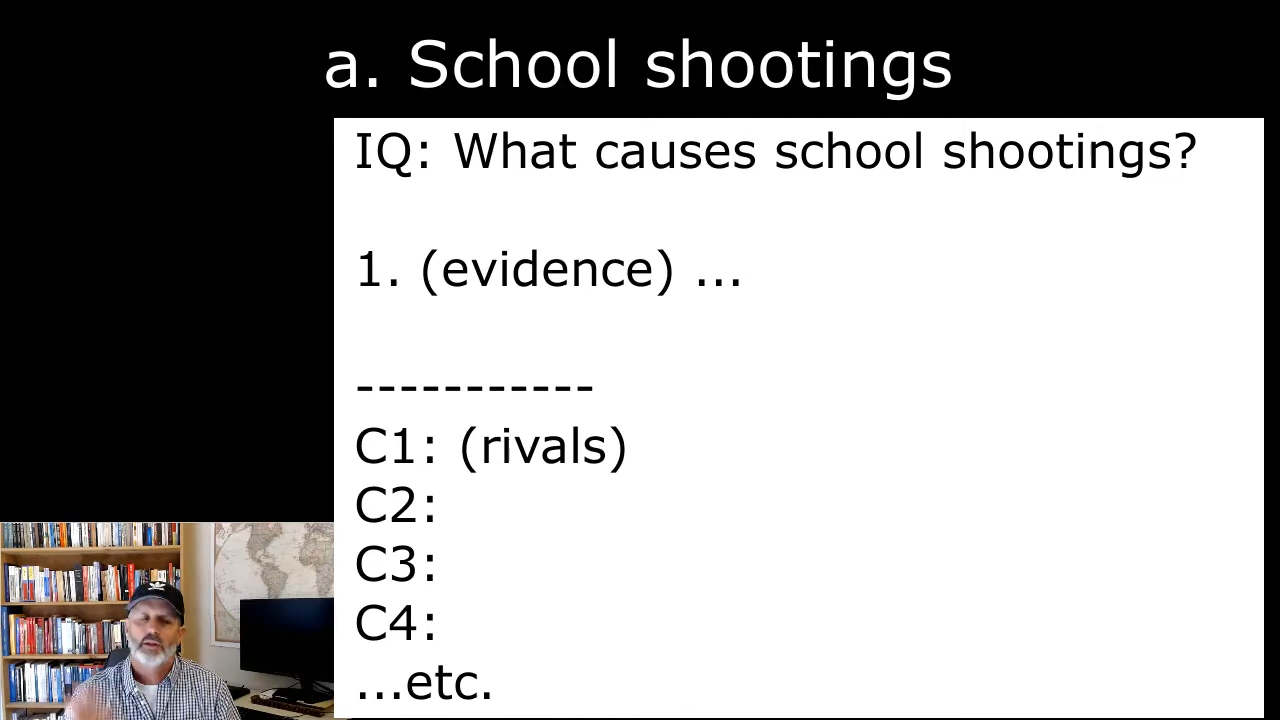 a. School shootings
IQ: What causes school shootings?
1. (evidence) ...
-----------
C1: (rivals)
C2:
C3:
C4:
...etc.